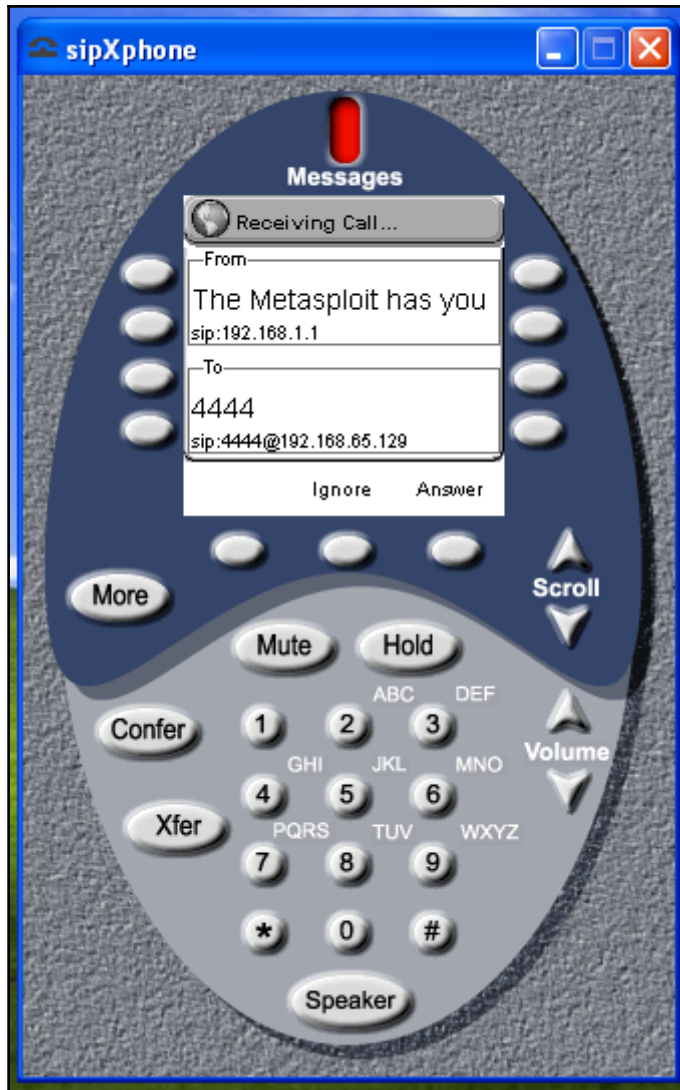 sipXphone
Messages
Receiving Call...
From
The Metasploit has you
sip:192.168.1.1
To
4444
sip:4444@192.168.65.129
Ignore Answer
More
Scroll
Mute Hold
ABC DEF
Confer 1 2 3
Volume
GHI JKL MNO
4 5 6
Xfer
PQRS TUV WXYZ
7 8 9
* 0 #
Speaker